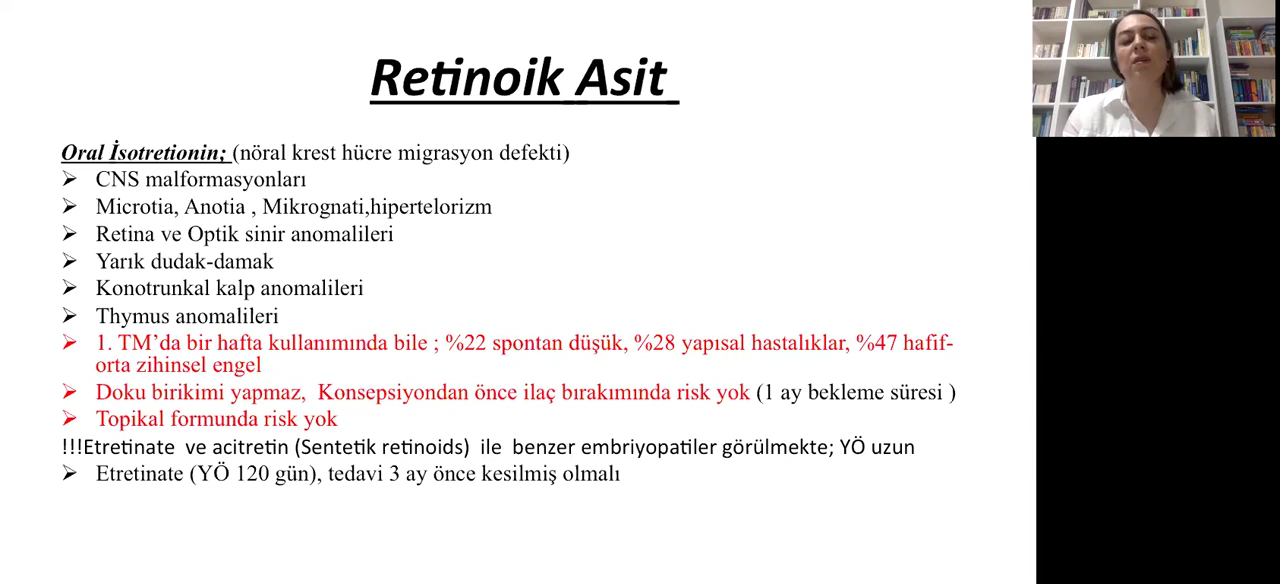 Retinoik Asit
Oral İsotretionin; (nöral krest hücre migrasyon defekti)
➢ CNS malformasyonları
➢ Microtia, Anotia , Mikrognati,hipertelorizm
➢ Retina ve Optik sinir anomalileri
➢ Yarık dudak-damak
➢ Konotrunkal kalp anomalileri
➢ Thymus anomalileri
➢ 1. TM’da bir hafta kullanımında bile ; %22 spontan düşük, %28 yapısal hastalıklar, %47 hafif-
orta zihinsel engel
➢ Doku birikimi yapmaz, Konsepsiyondan önce ilaç bırakımında risk yok (1 ay bekleme süresi )
➢ Topikal formunda risk yok
!!!Etretinate ve acitretin (Sentetik retinoids) ile benzer embriyopatiler görülmekte; YÖ uzun
➢ Etretinate (YÖ 120 gün), tedavi 3 ay önce kesilmiş olmalı